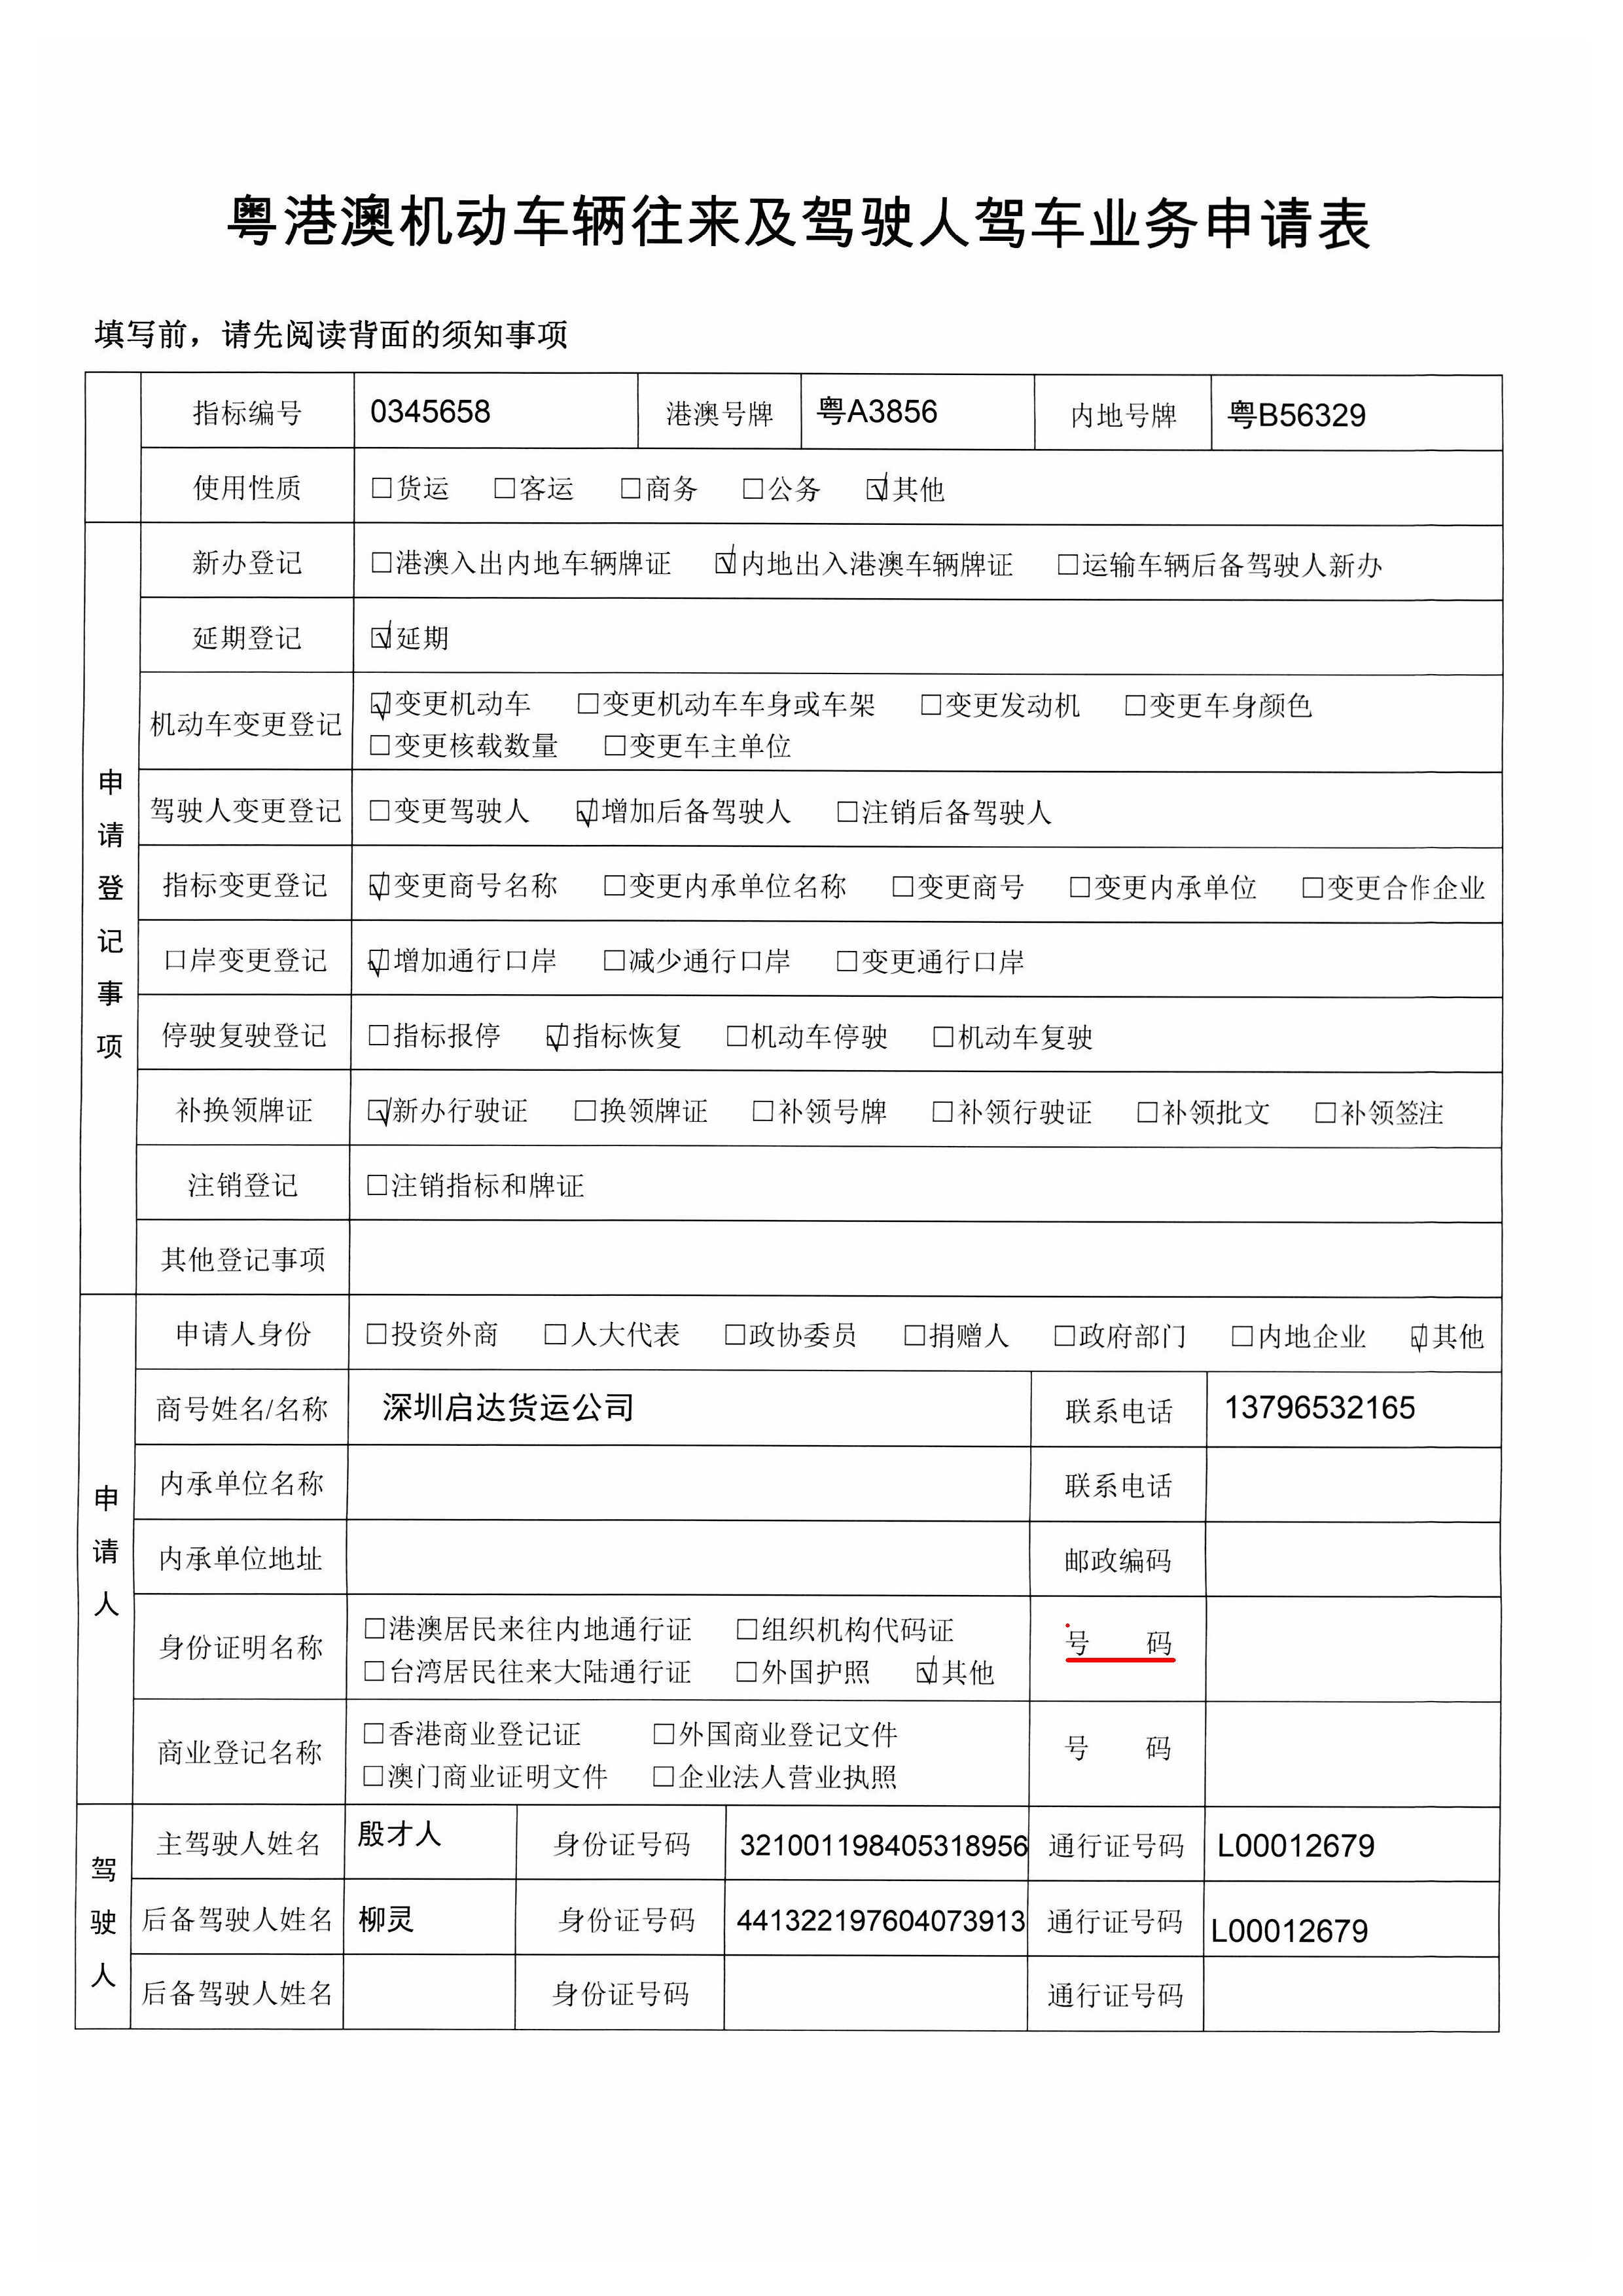 粤港澳机动车辆往来及驾驶人驾车业务申请表
填写前，请先阅读背面的须知事项
指标编号 0345658 港澳号牌 粤A3856 内地号牌 粤B56329
使用性质 □货运 □客运 □商务 □公务 ☑其他
申请登记事项
新办登记 □港澳入出内地车辆牌证 ☑内地出入港澳车辆牌证 □运输车辆后备驾驶人新办
延期登记 ☑延期
机动车变更登记 ☑变更机动车 □变更机动车车身或车架 □变更发动机 □变更车身颜色
□变更核载数量 □变更车主单位
驾驶人变更登记 □变更驾驶人 ☑增加后备驾驶人 □注销后备驾驶人
指标变更登记 ☑变更商号名称 □变更内承单位名称 □变更商号 □变更内承单位 □变更合作企业
口岸变更登记 ☑增加通行口岸 □减少通行口岸 □变更通行口岸
停驶复驶登记 □指标报停 ☑指标恢复 □机动车停驶 □机动车复驶
补换领牌证 ☑新办行驶证 □换领牌证 □补领号牌 □补领行驶证 □补领批文 □补领签注
注销登记 □注销指标和牌证
其他登记事项
申请人
申请人身份 □投资外商 □人大代表 □政协委员 □捐赠人 □政府部门 □内地企业 ☑其他
商号姓名/名称 深圳启达货运公司 联系电话 13796532165
内承单位名称 联系电话
内承单位地址 邮政编码
身份证明名称 □港澳居民来往内地通行证 □组织机构代码证 号 码
□台湾居民往来大陆通行证 □外国护照 ☑其他
商业登记名称 □香港商业登记证 □外国商业登记文件 号 码
□澳门商业证明文件 □企业法人营业执照
驾驶人
主驾驶人姓名 殷才人 身份证号码 321001198405318956 通行证号码 L00012679
后备驾驶人姓名 柳灵 身份证号码 441322197604073913 通行证号码 L00012679
后备驾驶人姓名 身份证号码 通行证号码